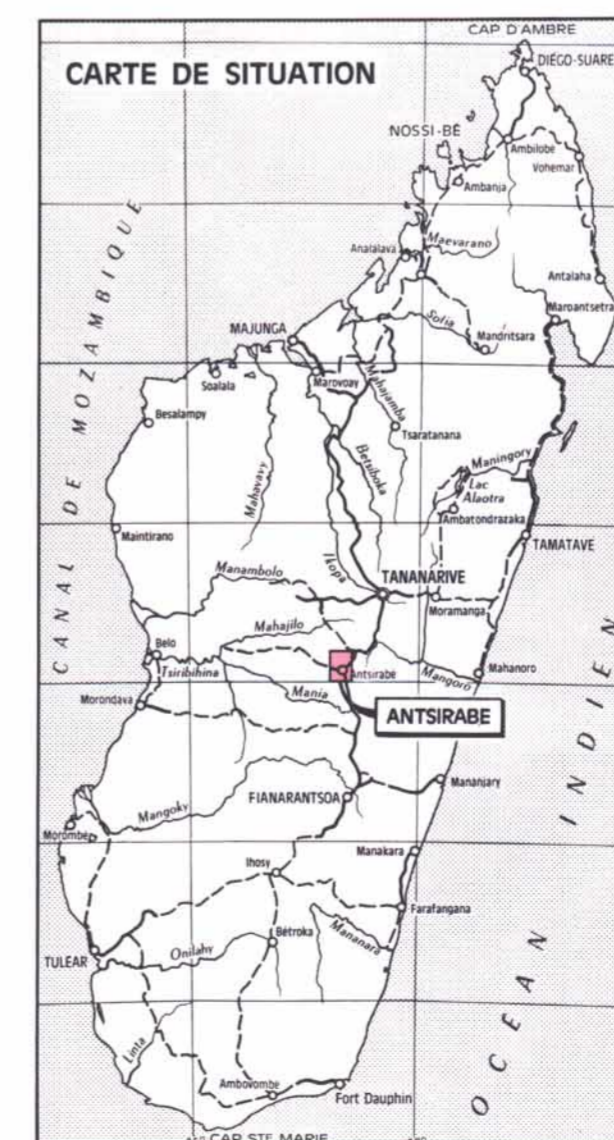 CAP D'AMBRE
CARTE DE SITUATION
DIÉGO-SUARE
NOSSI-BÉ
Ambilobe
Vohemar
Ambanja
CANAL DE MOZAMBIQUE
Analalava
Maevarano
Antalaha
Maroantsetra
Sofia
MAJUNGA
Mandritsara
Soalala
Marovoay
Mahajamba
Besalampy
Tsaratanana
Betsiboka
Maningory
Mahavavy
Lac
Alaotra
Ambatondrazaka
Maintirano
TAMATAVE
Ikopa
Manambolo
TANANARIVE
Moramanga
Mahajilo
Belo
Tsiribihina
Antsirabe
Mangoro
Mahanoro
Mania
Morondava
ANTSIRABE
OCEAN INDIEN
Mananjary
FIANARANTSOA
Mangoky
Morombe
Manakara
Ihosy
Farafangana
Mananara
Bétroka
Onilahy
TULEAR
Linta
Ambovombe
Fort Dauphin
CAP STE MARIE